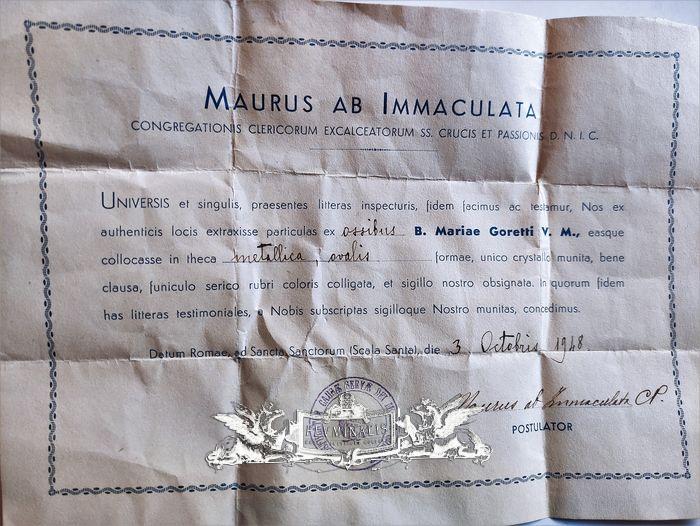 MAURUS AB IMMACULATA
CONGREGATIONIS CLERICORUM EXCALCEATORUM SS. CRUCIS ET PASSIONIS D. N. I. C.
UNIVERSIS et singulis, praesentes litteras inspecturis, fidem facimus ac testamur, Nos ex
authenticis locis extraxisse particulas ex ossibus B. Mariae Goretti V. M., easque
collocasse in theca metallica, ovalis formae, unico crystallo munita, bene
clausa, funiculo serico rubri coloris colligata, et sigillo nostro obsignata. In quorum fidem
has litteras testimoniales, a Nobis subscriptas sigilloque Nostro munitas, concedimus.
Datum Romae, ad Sancta Sanctorum (Scala Santa), die 3 Octobris 1948.
Maurus ab Immaculata CP.
POSTULATOR
VIMINALIS